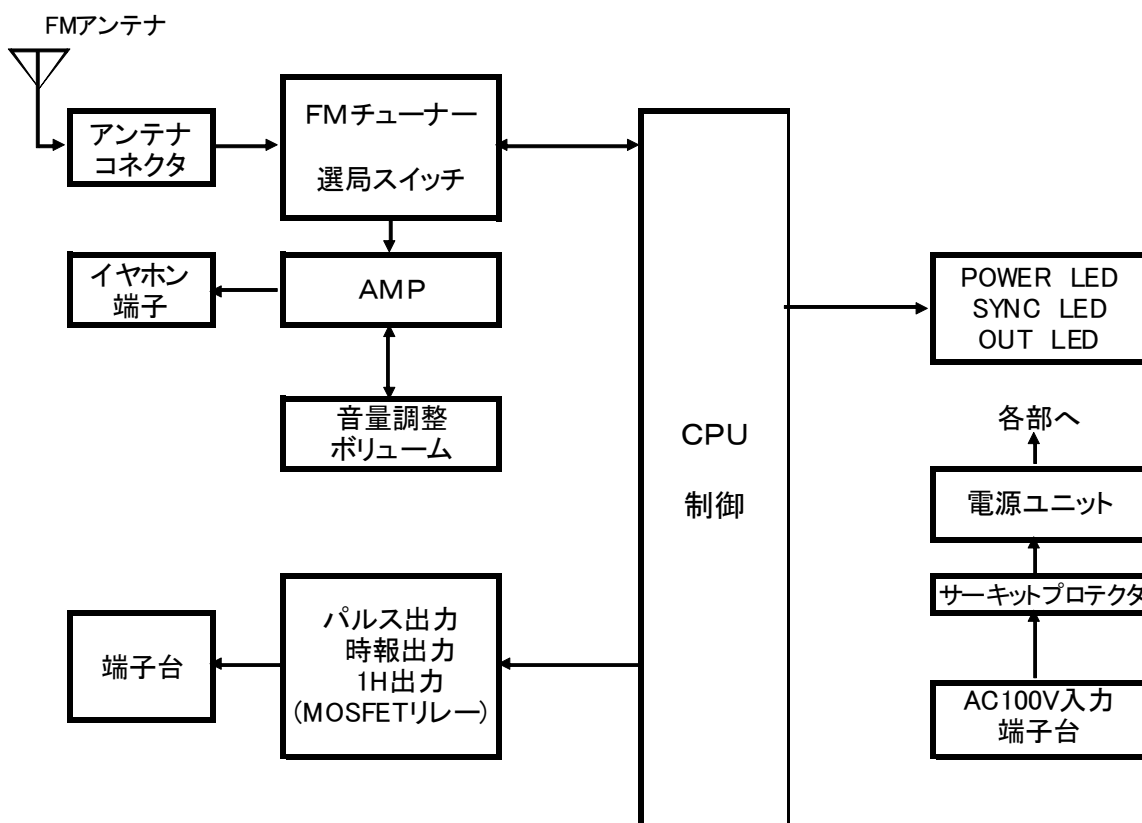 FMアンテナ
アンテナ
コネクタ
FMチューナー
選局スイッチ
イヤホン
端子
AMP
音量調整
ボリューム
端子台
パルス出力
時報出力
1H出力
(MOSFETリレー)
CPU
制御
POWER LED
SYNC LED
OUT LED
各部へ
電源ユニット
サーキットプロテクタ
AC100V入力
端子台